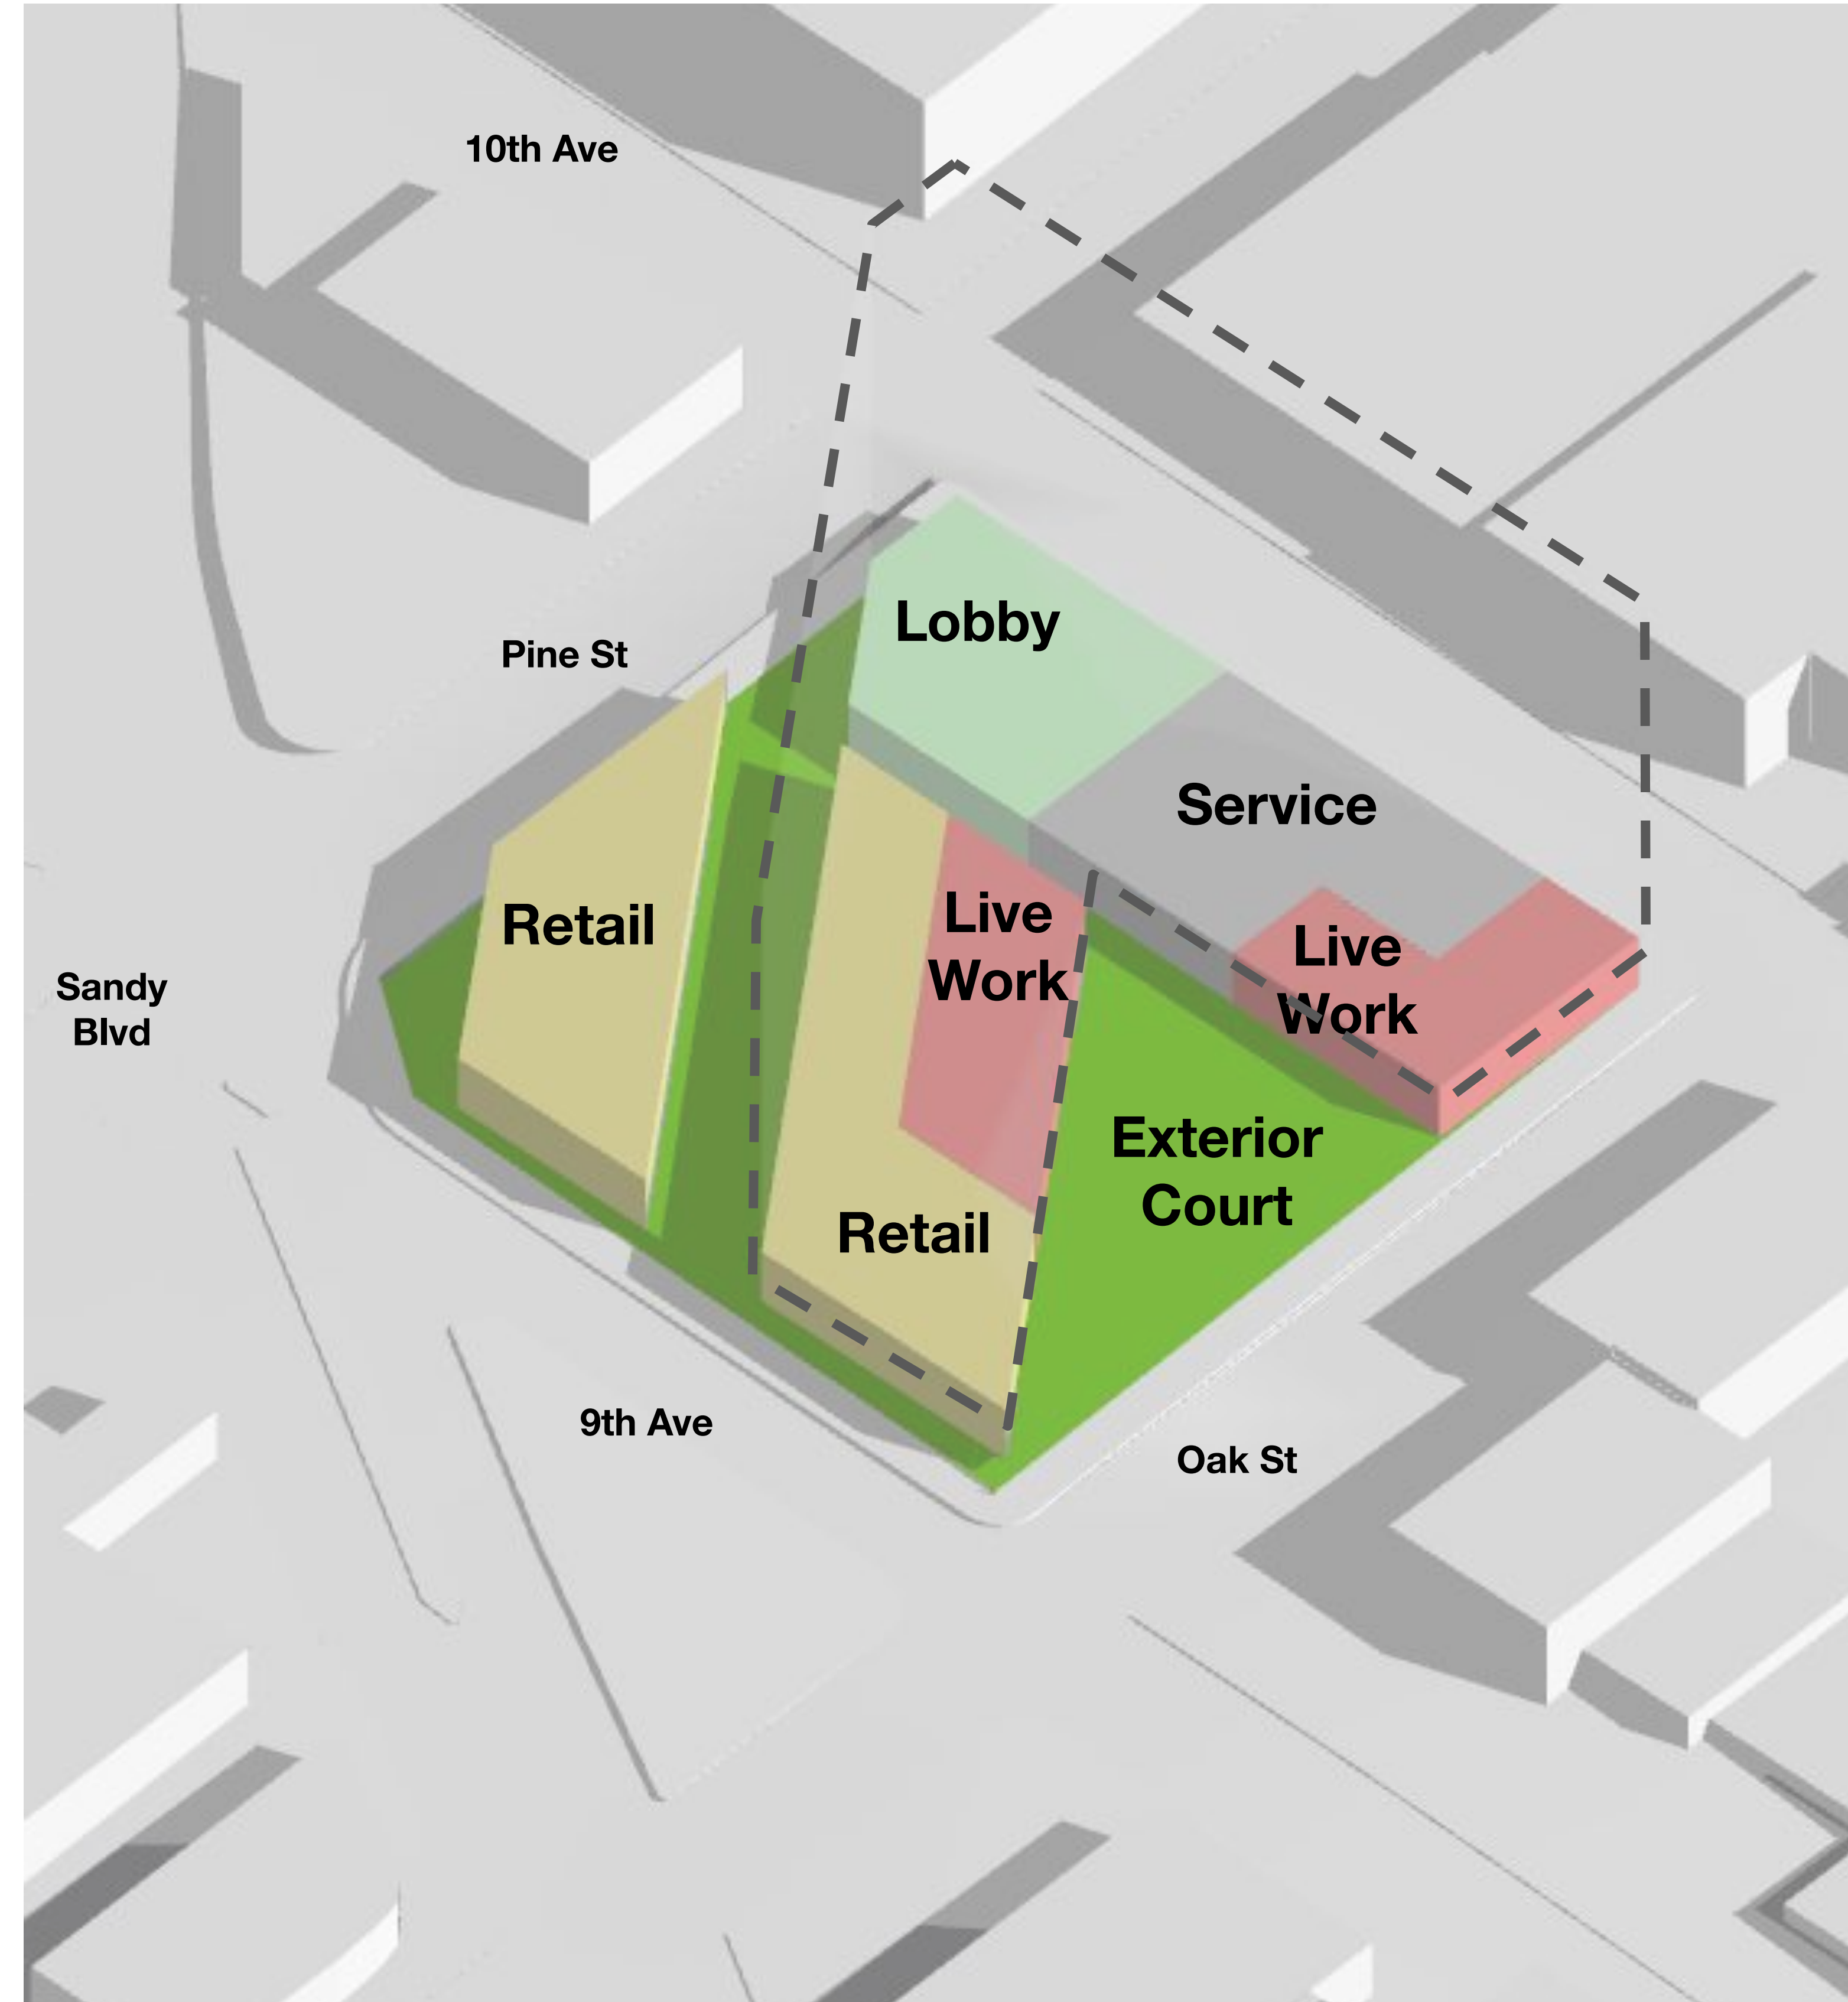 10th Ave
Lobby
Pine St
Service
Retail
Live
Work
Live
Work
Sandy
Blvd
Exterior
Court
Retail
9th Ave
Oak St